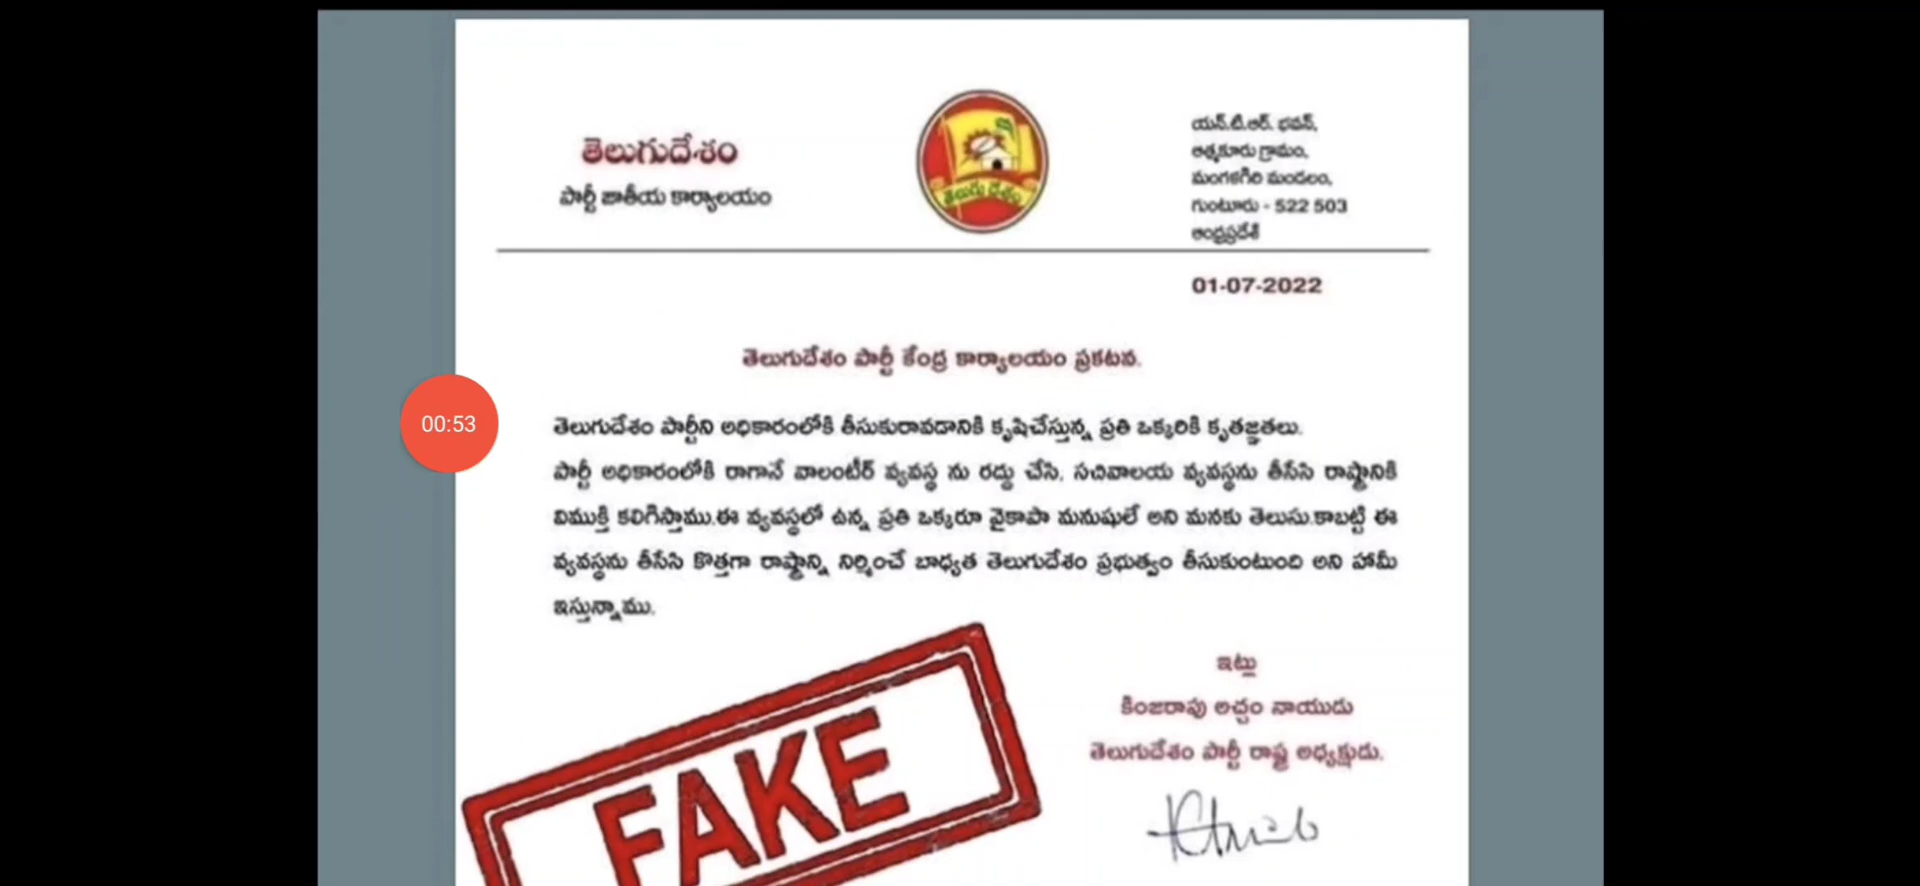 తెలుగుదేశం
పార్టీ జాతీయ కార్యాలయం
తెలుగు దేశం
యన్.టి.ఆర్. భవన్,
ఆత్మకూరు గ్రామం,
మంగళగిరి మండలం,
గుంటూరు - 522 503
ఆంధ్రప్రదేశ్
01-07-2022
తెలుగుదేశం పార్టీ కేంద్ర కార్యాలయం ప్రకటన.
00:53
తెలుగుదేశం పార్టీని అధికారంలోకి తీసుకురావడానికి కృషిచేస్తున్న ప్రతి ఒక్కరికి కృతజ్ఞతలు.
పార్టీ అధికారంలోకి రాగానే వాలంటీర్ వ్యవస్థ ను రద్దు చేసి, సచివాలయ వ్యవస్థను తీసేసి రాష్ట్రానికి
విముక్తి కలిగిస్తాము.ఈ వ్యవస్థలో ఉన్న ప్రతి ఒక్కరూ వైకాపా మనుషులే అని మనకు తెలుసు.కాబట్టి ఈ
వ్యవస్థను తీసేసి కొత్తగా రాష్ట్రాన్ని నిర్మించే బాధ్యత తెలుగుదేశం ప్రభుత్వం తీసుకుంటుంది అని హామీ
ఇస్తున్నాము.
ఇట్లు
కింజరాపు అచ్చం నాయుడు
తెలుగుదేశం పార్టీ రాష్ట్ర అధ్యక్షుడు.
FAKE